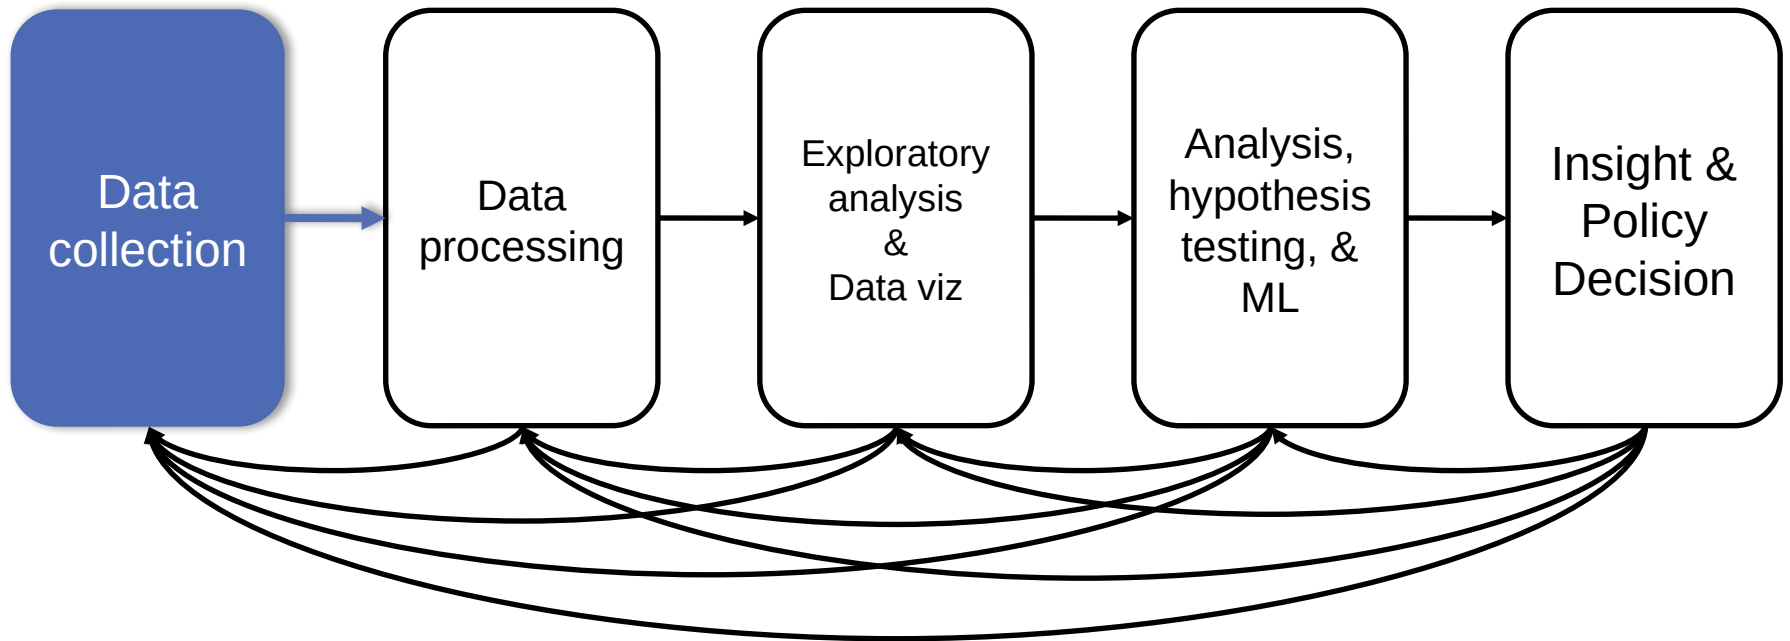 Data
collection
Data
processing
Exploratory
analysis
&
Data viz
Analysis,
hypothesis
testing, &
ML
Insight &
Policy
Decision